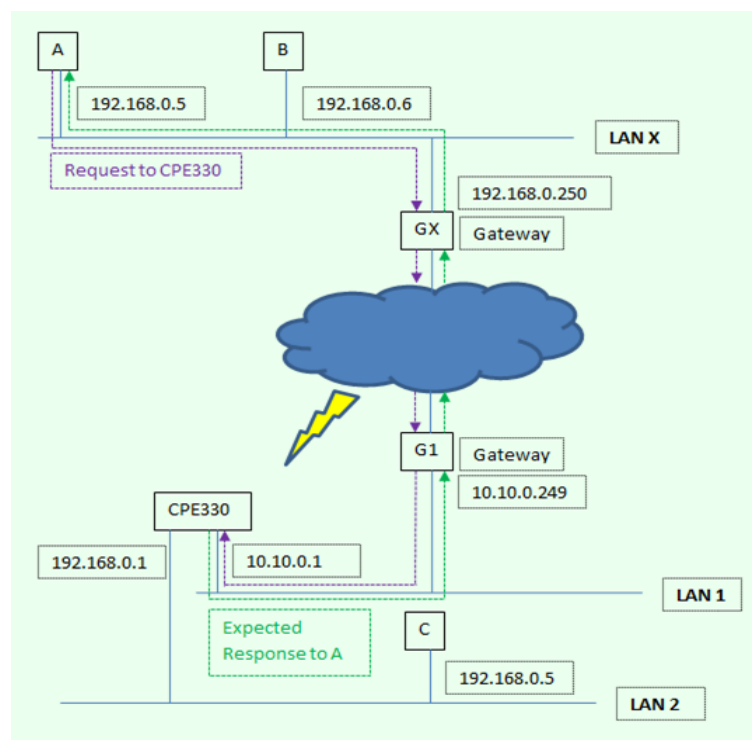 A
B
192.168.0.5
192.168.0.6
LAN X
Request to CPE330
192.168.0.250
GX
Gateway
G1
Gateway
10.10.0.249
CPE330
192.168.0.1
10.10.0.1
LAN 1
Expected
Response to A
C
192.168.0.5
LAN 2